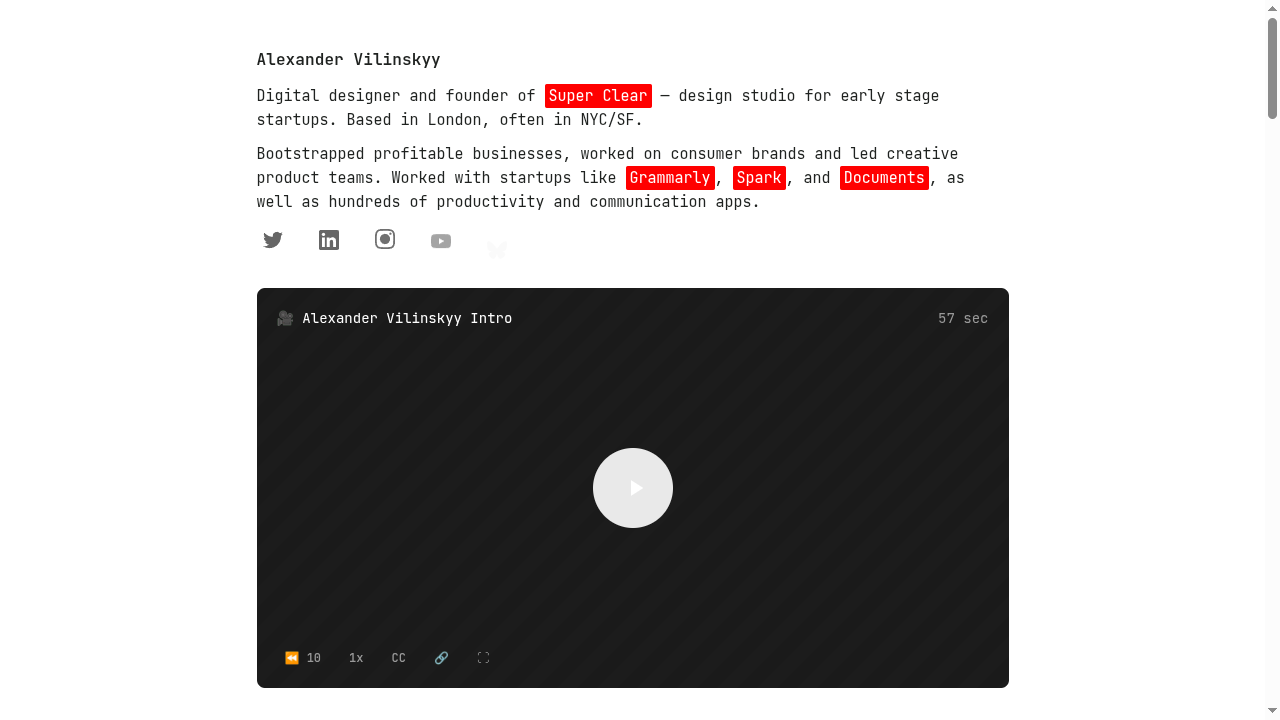 Alexander Vilinskyy
Digital designer and founder of Super Clear — design studio for early stage
startups. Based in London, often in NYC/SF.
Bootstrapped profitable businesses, worked on consumer brands and led creative
product teams. Worked with startups like Grammarly, Spark, and Documents, as
well as hundreds of productivity and communication apps.
🎥 Alexander Vilinskyy Intro 57 sec
⏪ 10 1x CC 🔗 ⛶